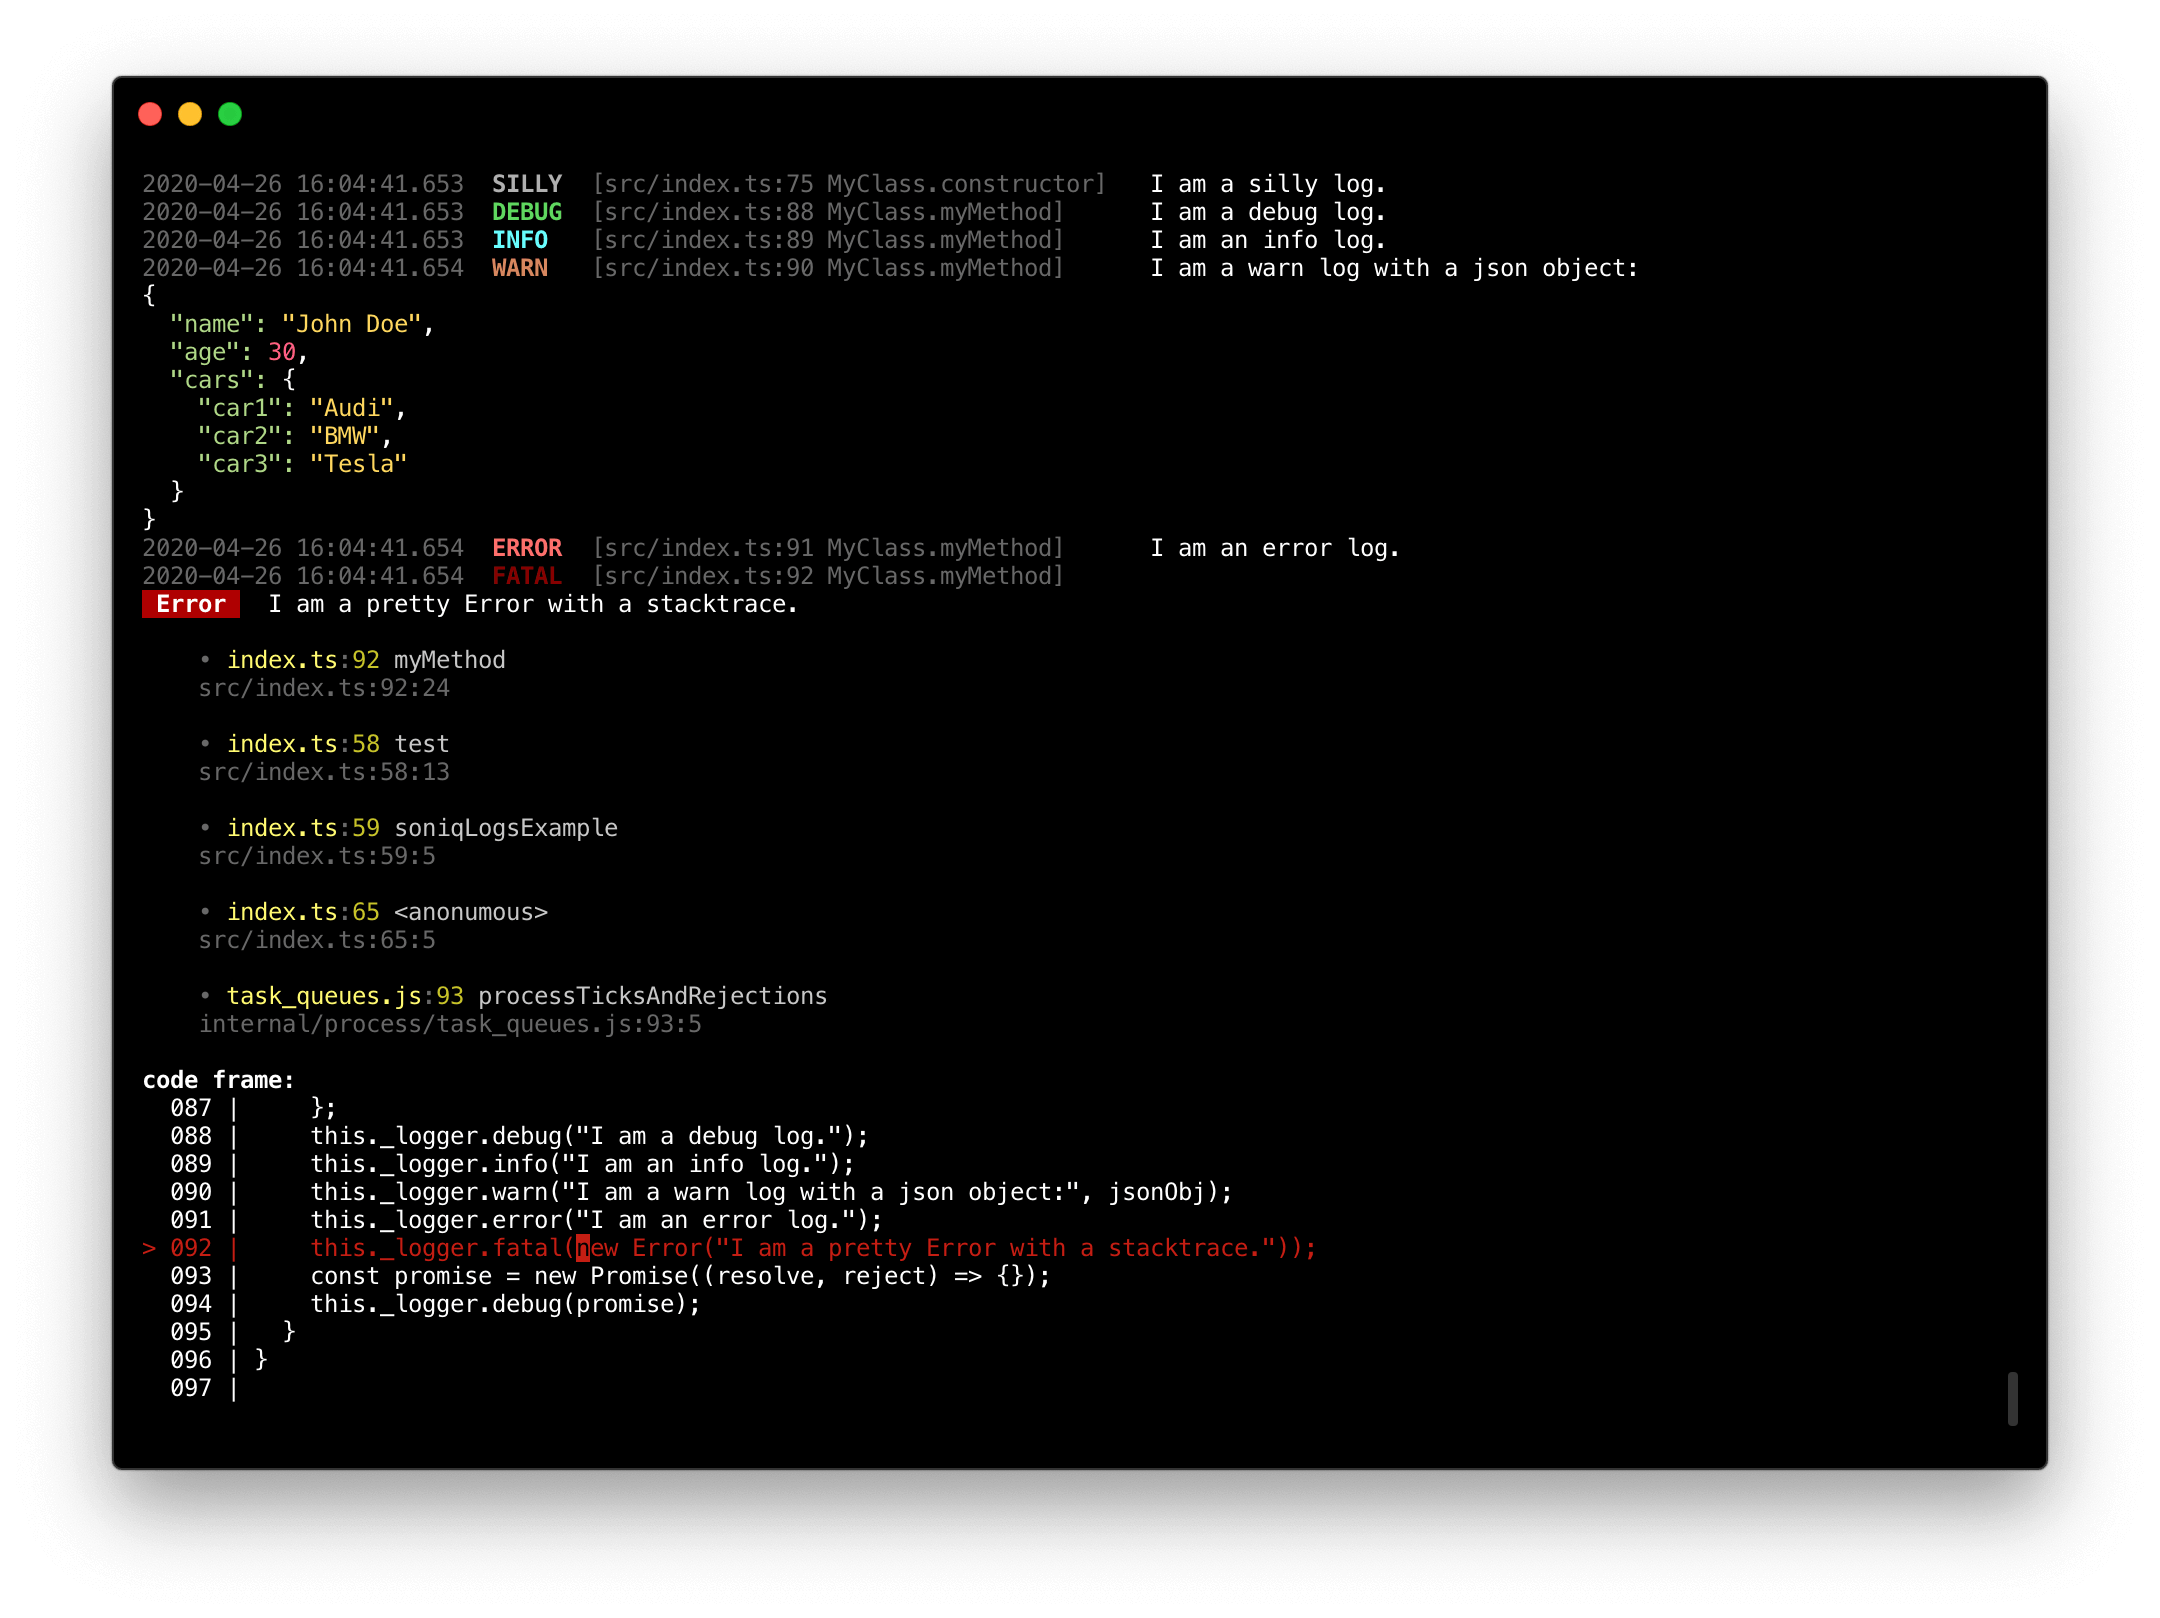 2020-04-26 16:04:41.653  SILLY  [src/index.ts:75 MyClass.constructor]   I am a silly log.
2020-04-26 16:04:41.653  DEBUG  [src/index.ts:88 MyClass.myMethod]      I am a debug log.
2020-04-26 16:04:41.653  INFO   [src/index.ts:89 MyClass.myMethod]      I am an info log.
2020-04-26 16:04:41.654  WARN   [src/index.ts:90 MyClass.myMethod]      I am a warn log with a json object:
{
  "name": "John Doe",
  "age": 30,
  "cars": {
    "car1": "Audi",
    "car2": "BMW",
    "car3": "Tesla"
  }
}
2020-04-26 16:04:41.654  ERROR  [src/index.ts:91 MyClass.myMethod]      I am an error log.
2020-04-26 16:04:41.654  FATAL  [src/index.ts:92 MyClass.myMethod]
 Error   I am a pretty Error with a stacktrace.
    • index.ts:92 myMethod
    src/index.ts:92:24
    • index.ts:58 test
    src/index.ts:58:13
    • index.ts:59 soniqLogsExample
    src/index.ts:59:5
    • index.ts:65 <anonumous>
    src/index.ts:65:5
    • task_queues.js:93 processTicksAndRejections
    internal/process/task_queues.js:93:5
code frame:
  087 |     };
  088 |     this._logger.debug("I am a debug log.");
  089 |     this._logger.info("I am an info log.");
  090 |     this._logger.warn("I am a warn log with a json object:", jsonObj);
  091 |     this._logger.error("I am an error log.");
> 092 |     this._logger.fatal(new Error("I am a pretty Error with a stacktrace."));
  093 |     const promise = new Promise((resolve, reject) => {});
  094 |     this._logger.debug(promise);
  095 |   }
  096 | }
  097 |